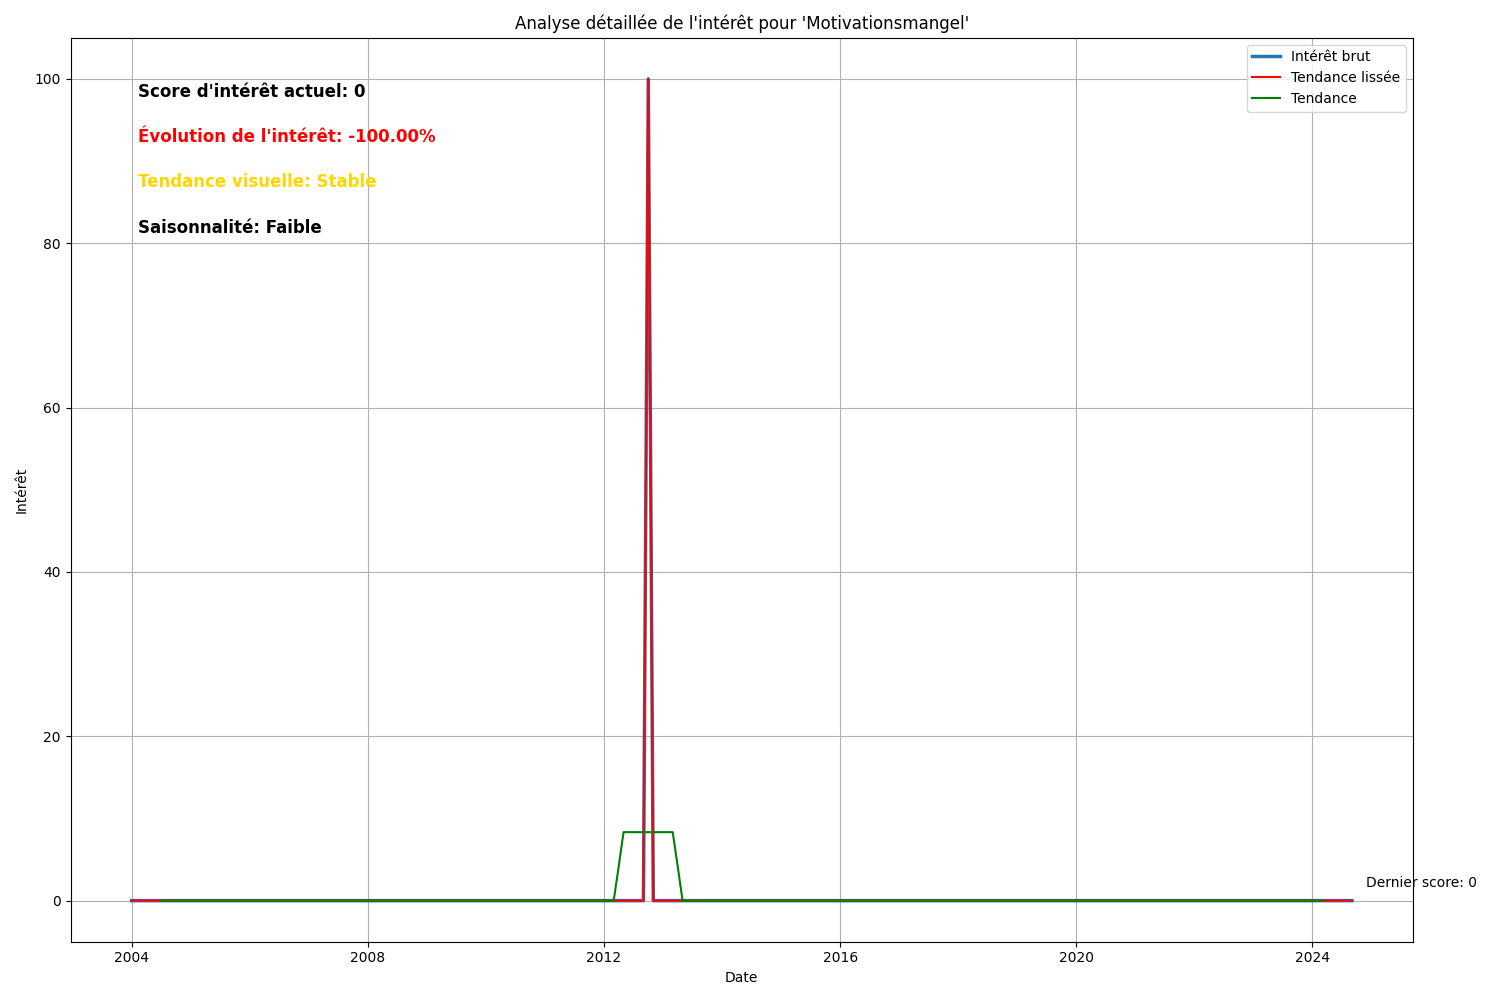 Analyse détaillée de l'intérêt pour 'Motivationsmangel'
Intérêt brut
Tendance lissée
Tendance
Score d'intérêt actuel: 0
Évolution de l'intérêt: -100.00%
Tendance visuelle: Stable
Saisonnalité: Faible
100
80
60
40
20
0
Intérêt
Dernier score: 0
2004
2008
2012
2016
2020
2024
Date